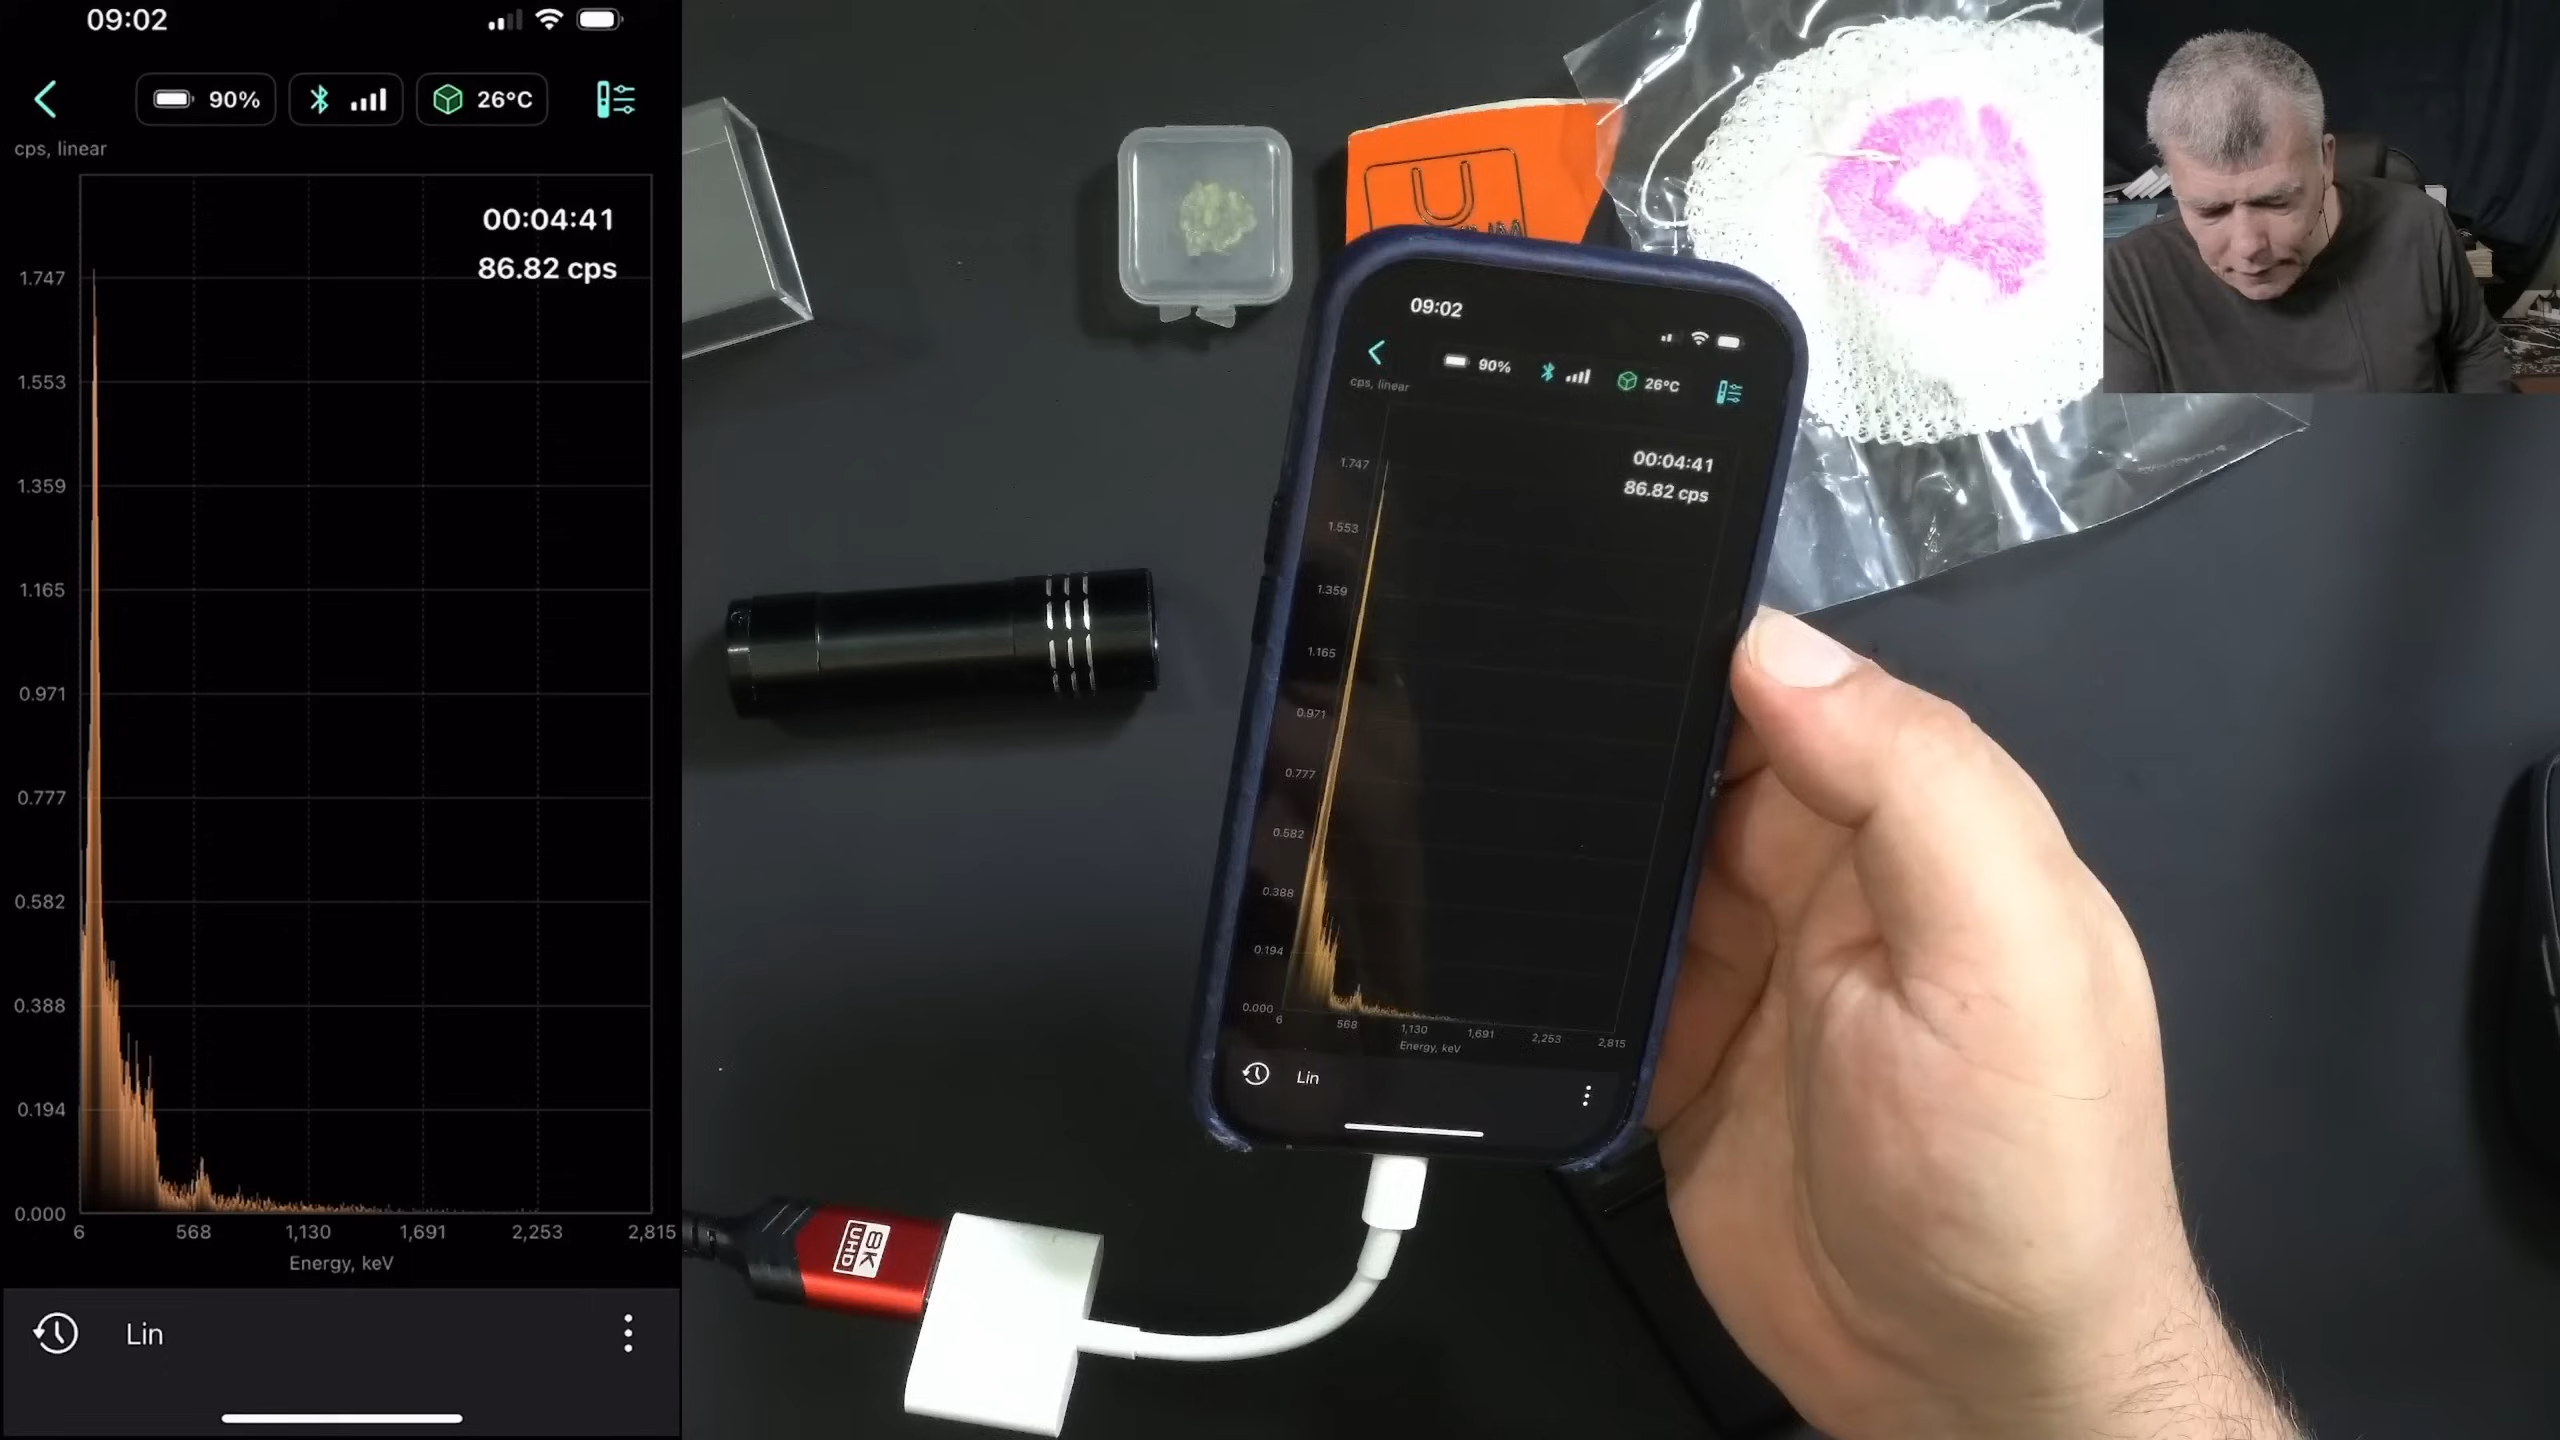 09:02
90%
26°C
cps, linear
00:04:41
86.82 cps
1.747
1.553
1.359
1.165
0.971
0.777
0.582
0.388
0.194
0.000
6 568 1,130 1,691 2,253 2,815
Energy, keV
Lin
U
09:02
90%
26°C
cps, linear
00:04:41
86.82 cps
1.747
1.553
1.359
1.165
0.971
0.777
0.582
0.388
0.194
0.000
6 568 1,130 1,691 2,253 2,815
Energy, keV
Lin
8K
UHD